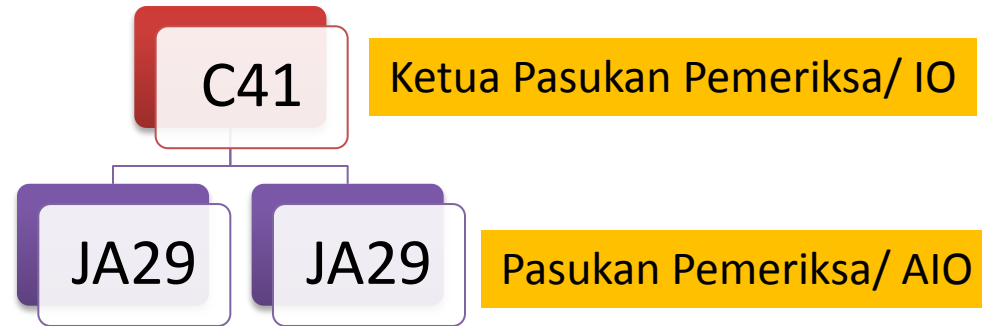 C41
Ketua Pasukan Pemeriksa/ IO
JA29
JA29
Pasukan Pemeriksa/ AIO